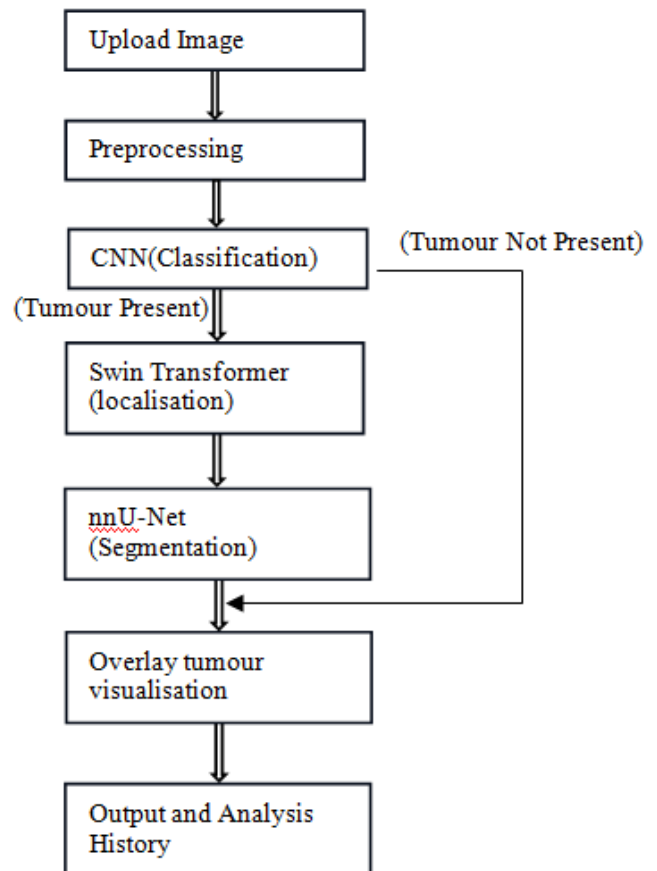 Upload Image
Preprocessing
CNN(Classification)
(Tumour Not Present)
(Tumour Present)
Swin Transformer
(localisation)
nnU-Net
(Segmentation)
Overlay tumour
visualisation
Output and Analysis
History